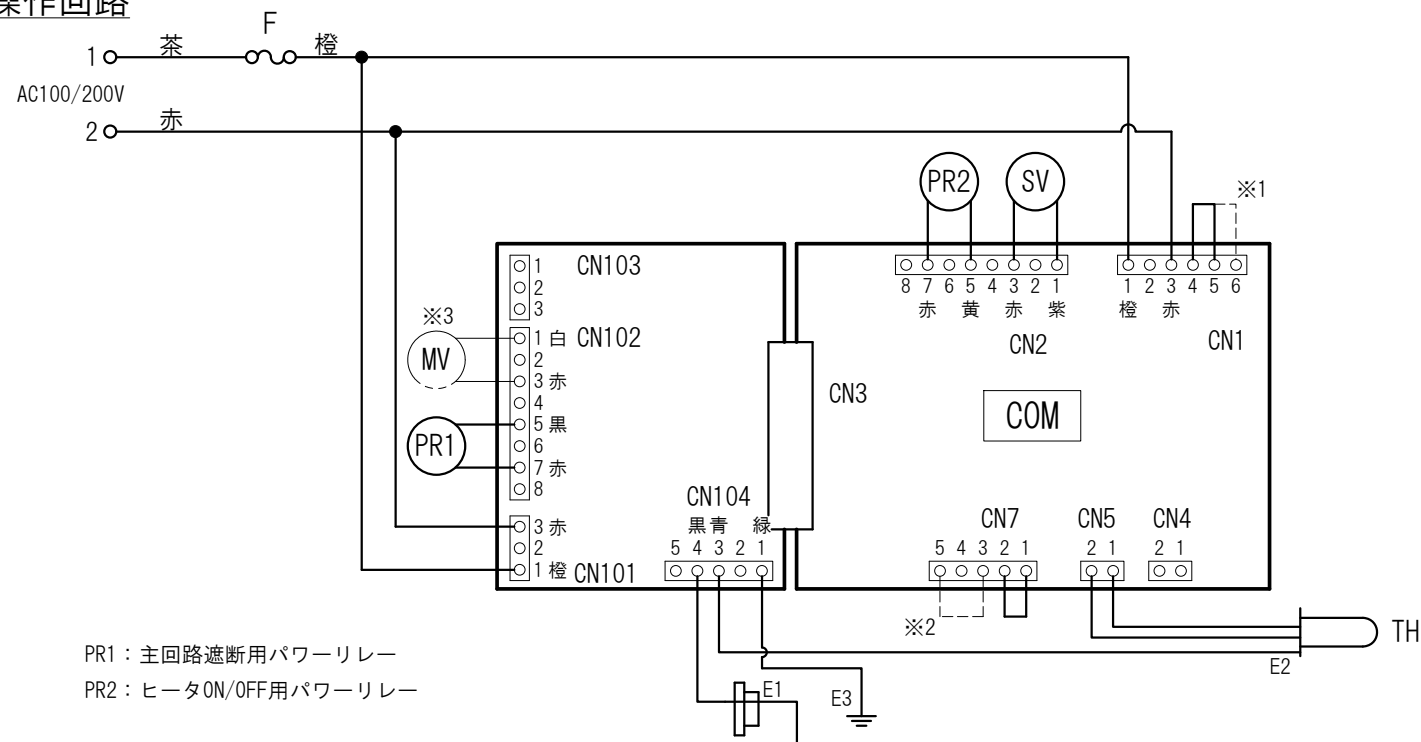 操作回路
F
1 茶 橙
AC100/200V
2 赤
PR2 SV ※1
8 7 6 5 4 3 2 1
赤 黄 赤 紫
CN2
1 2 3 4 5 6
橙 赤
CN1
1 CN103
2
3
※3
MV
1 白 CN102
2
3 赤
4
PR1
5 黒
6
7 赤
8
CN3
COM
CN104
黒 青 緑
5 4 3 2 1
3 赤
2
1 橙 CN101
CN7
5 4 3 2 1
CN5
2 1
CN4
2 1
※2
TH
E2
E1
E3
PR1：主回路遮断用パワーリレー
PR2：ヒータON/OFF用パワーリレー